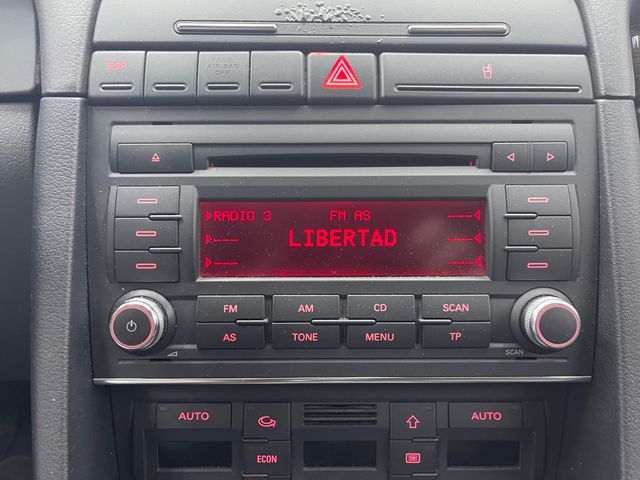 ESP
PASS
AIR BAG
OFF
RADIO 3 FM AS ---
--- LIBERTAD ---
--- ---
FM AM CD SCAN
AS TONE MENU TP
SCAN
AUTO AUTO
ECON